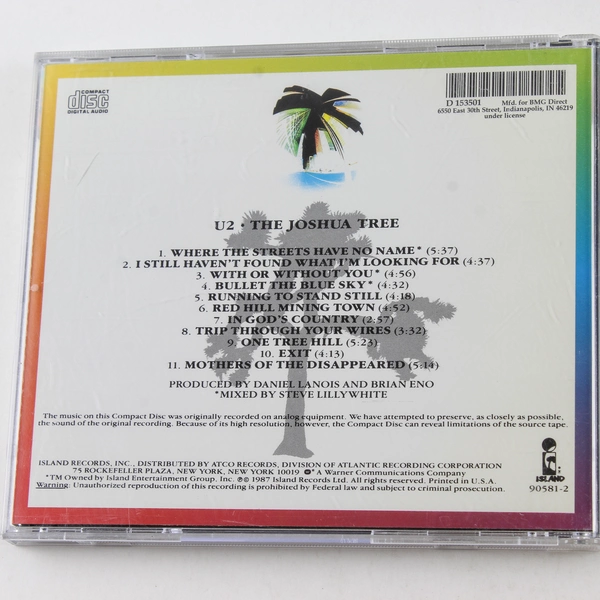 COMPACT
disc
DIGITAL AUDIO
D 153501 Mfd. for BMG Direct
6550 East 30th Street, Indianapolis, IN 46219
under license
U2 • THE JOSHUA TREE
1. WHERE THE STREETS HAVE NO NAME* (5:37)
2. I STILL HAVEN'T FOUND WHAT I'M LOOKING FOR (4:37)
3. WITH OR WITHOUT YOU* (4:56)
4. BULLET THE BLUE SKY* (4:32)
5. RUNNING TO STAND STILL (4:18)
6. RED HILL MINING TOWN (4:52)
7. IN GOD'S COUNTRY (2:57)
8. TRIP THROUGH YOUR WIRES (3:32)
9. ONE TREE HILL (5:23)
10. EXIT (4:13)
11. MOTHERS OF THE DISAPPEARED (5:14)
PRODUCED BY DANIEL LANOIS AND BRIAN ENO
*MIXED BY STEVE LILLYWHITE
The music on this Compact Disc was originally recorded on analog equipment. We have attempted to preserve, as closely as possible,
the sound of the original recording. Because of its high resolution, however, the Compact Disc can reveal limitations of the source tape.
ISLAND RECORDS, INC., DISTRIBUTED BY ATCO RECORDS, DIVISION OF ATLANTIC RECORDING CORPORATION
75 ROCKEFELLER PLAZA, NEW YORK, NEW YORK 10019 A Warner Communications Company
*TM Owned by Island Entertainment Group. Inc. ℗© 1987 Island Records Ltd. All rights reserved. Printed in U.S.A.
Warning: Unauthorized reproduction of this recording is prohibited by Federal law and subject to criminal prosecution.
ISLAND
90581-2